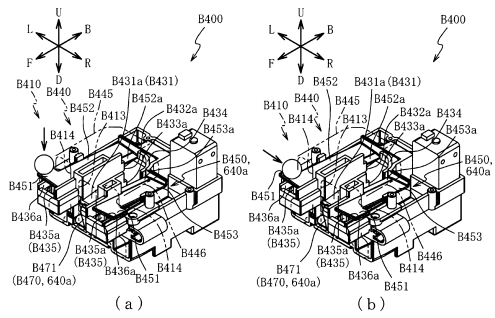 U
L
B
F
R
D
B400
B410
B440
B445
B431a(B431)
B452
B452a
B413
B432a
B433a
B434
B414
B453a
B450,
640a
B451
B436a
B435a
(B435)
B435a
(B435)
B453
B446
B471
(B470, 640a)
B436a
B414
B451
(a)
U
L
B
F
R
D
B400
B452
B431a(B431)
B440
B445
B452a
B410
B413
B432a
B434
B414
B433a
B453a
B450,
640a
B451
B436a
B435a
(B435)
B435a
(B435)
B453
B446
B471
(B470, 640a)
B436a
B414
B451
(b)